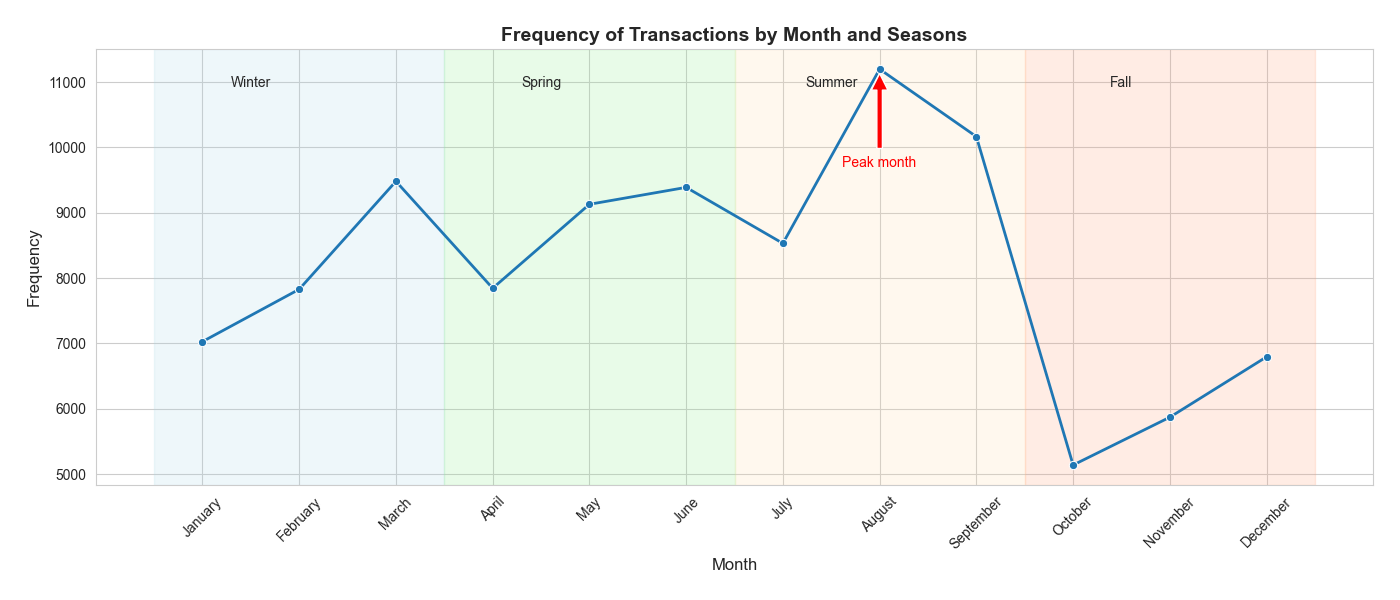 Frequency of Transactions by Month and Seasons
Winter
Spring
Summer
Fall
Peak month
Frequency
11000
10000
9000
8000
7000
6000
5000
January
February
March
April
May
June
July
August
September
October
November
December
Month